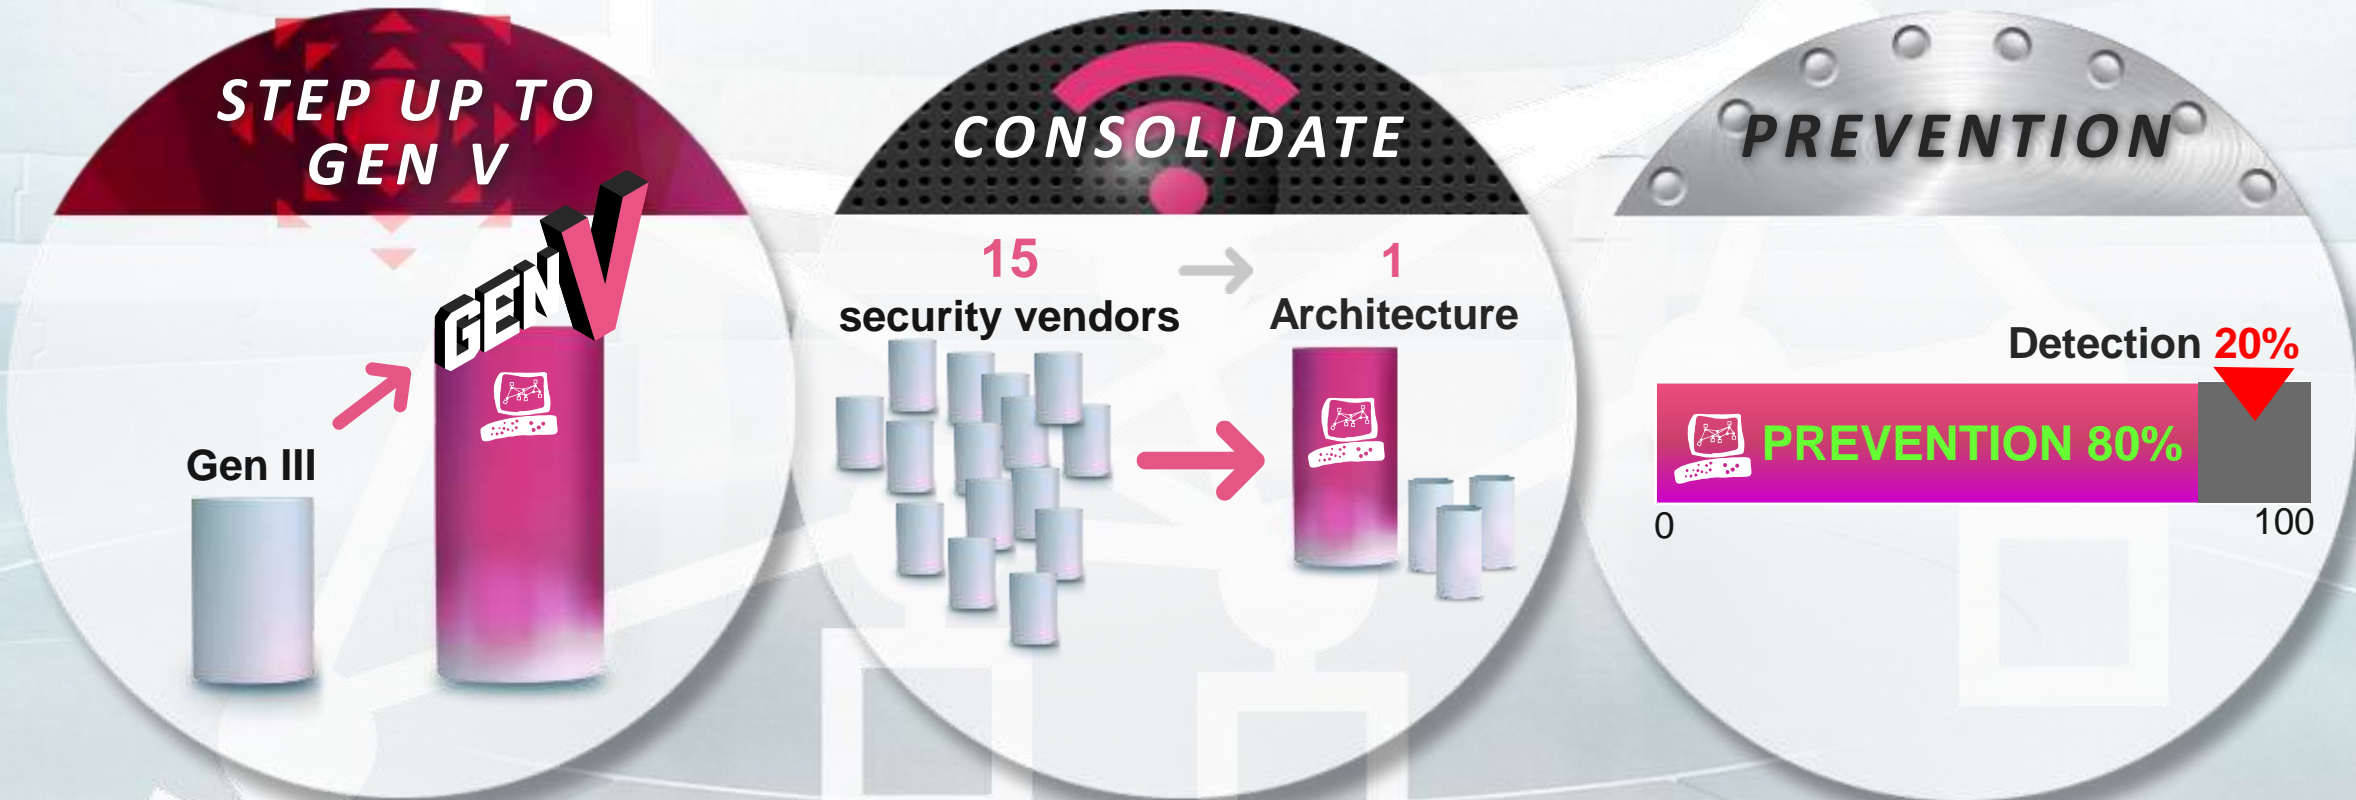 STEP UP TO
GEN V
GEN V
Gen III
CONSOLIDATE
15
1
security vendors
Architecture
PREVENTION
Detection 20%
PREVENTION 80%
0
100